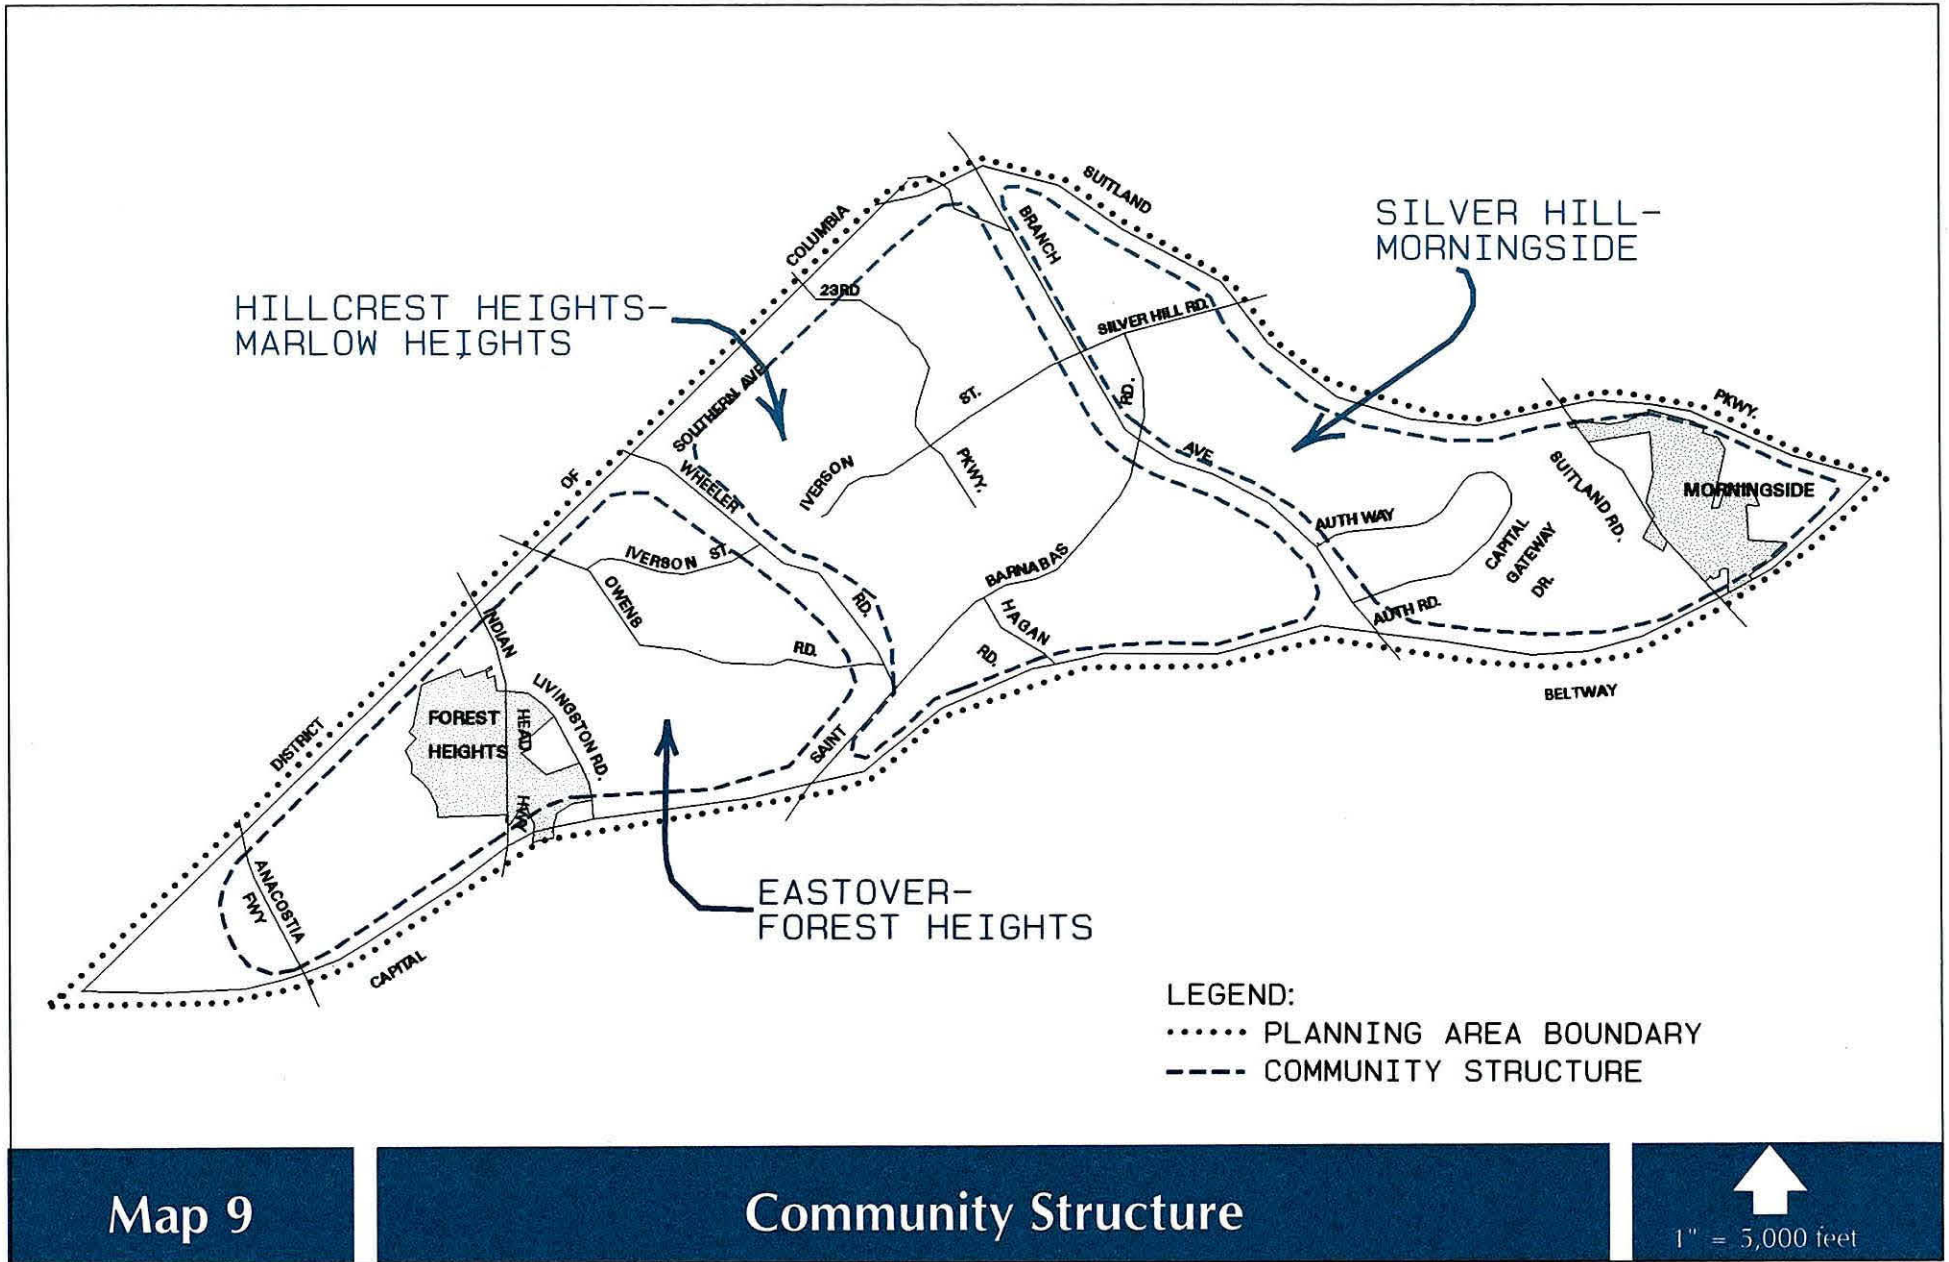 SUITLAND
COLUMBIA
BRANCH
SILVER HILL-
MORNINGSIDE
23RD
HILLCREST HEIGHTS-
MARLOW HEIGHTS
SILVER HILL RD.
SOUTHERN AVE
RD.
ST.
PKWY.
OF
WHEELER
IVERSON
PKWY.
AVE
SUITLAND RD.
MORNINGSIDE
AUTH WAY
CAPITAL
GATEWAY
DR.
IVERSON ST.
OWENS
BARNABAS
RD.
HAGAN
RD.
AUTH RD.
INDIAN
RD.
BELTWAY
LIVINGSTON RD.
FOREST
HEIGHTS
HEAD
HWY
DISTRICT
SAINT
ANACOSTIA
FWY
CAPITAL
EASTOVER-
FOREST HEIGHTS
LEGEND:
PLANNING AREA BOUNDARY
COMMUNITY STRUCTURE
Map 9
Community Structure
1" = 5,000 feet